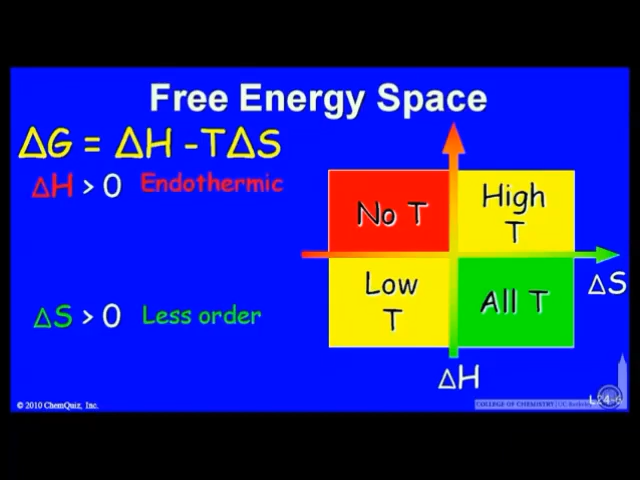 Free Energy Space
ΔG = ΔH -TΔS
ΔH > 0 Endothermic
ΔS > 0 Less order
No T
High
T
Low
T
All T
ΔS
ΔH
© 2010 ChemQuiz, Inc.
COLLEGE OF CHEMISTRY | UC Berkeley